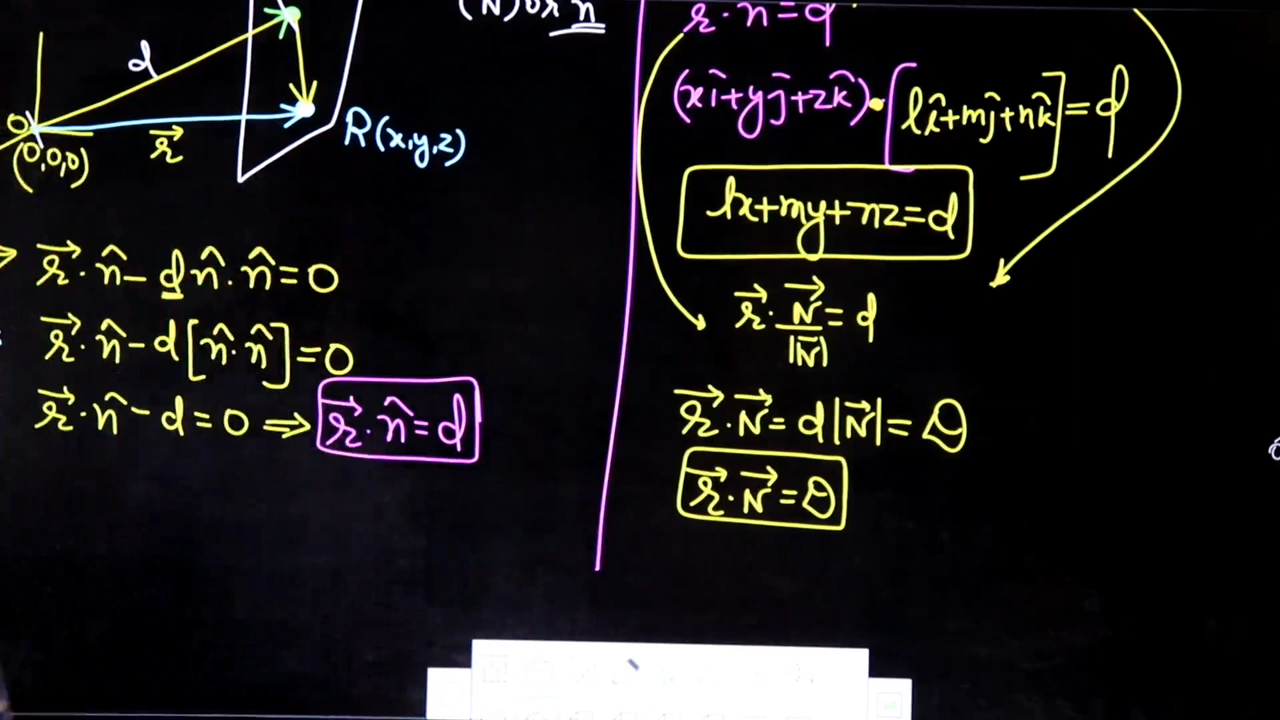 (N) or n
d
O
(0,0,0)
r⃗
R(x,y,z)
r⃗·n̂ - d n̂·n̂ = 0
r⃗·n̂ - d[n̂·n̂] = 0
r⃗·n̂ - d = 0 ⇒ r⃗·n̂ = d
r·n = d
(xî+yĵ+zk̂)·[lî+mĵ+nk̂] = d
lx+my+nz=d
r⃗·N⃗/|N⃗| = d
r⃗·N⃗ = d|N⃗| = D
r⃗·N⃗ = D